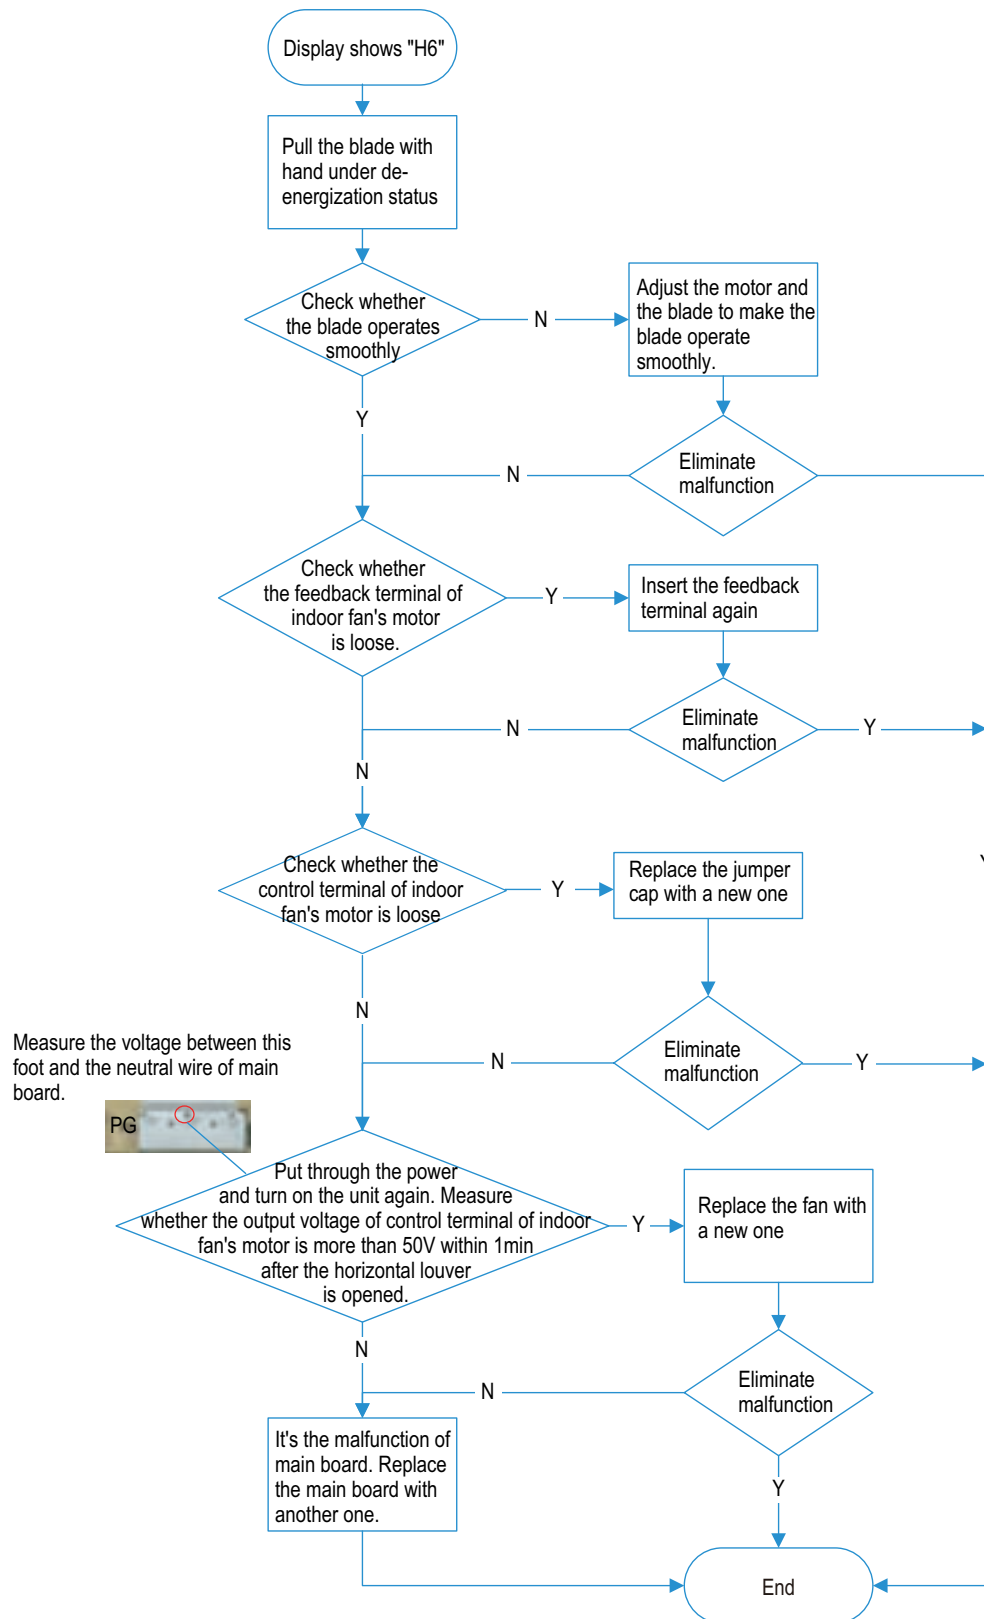 Display shows "H6"
Pull the blade with
hand under de-
energization status
Check whether
the blade operates
smoothly
N
Adjust the motor and
the blade to make the
blade operate
smoothly.
Y
N
Eliminate
malfunction
Check whether
the feedback terminal of
indoor fan's motor
is loose.
Y
Insert the feedback
terminal again
N
Eliminate
malfunction
Y
N
Check whether the
control terminal of indoor
fan's motor is loose
Y
Replace the jumper
cap with a new one
Y
N
Measure the voltage between this
foot and the neutral wire of main
board.
N
Eliminate
malfunction
Y
PG
Put through the power
and turn on the unit again. Measure
whether the output voltage of control terminal of indoor
fan's motor is more than 50V within 1min
after the horizontal louver
is opened.
Y
Replace the fan with
a new one
N
N
Eliminate
malfunction
It's the malfunction of
main board. Replace
the main board with
another one.
Y
End